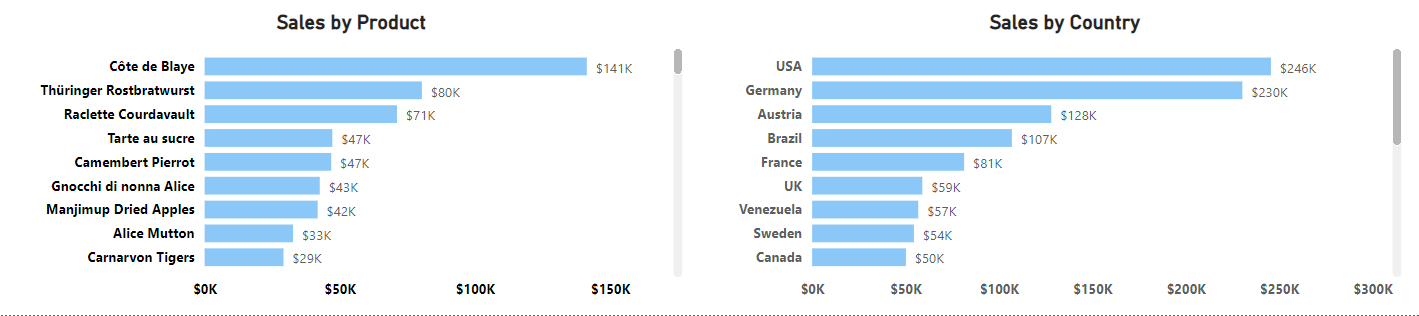 Sales by Product
Côte de Blaye $141K
Thüringer Rostbratwurst $80K
Raclette Courdavault $71K
Tarte au sucre $47K
Camembert Pierrot $47K
Gnocchi di nonna Alice $43K
Manjimup Dried Apples $42K
Alice Mutton $33K
Carnarvon Tigers $29K
$0K $50K $100K $150K
Sales by Country
USA $246K
Germany $230K
Austria $128K
Brazil $107K
France $81K
UK $59K
Venezuela $57K
Sweden $54K
Canada $50K
$0K $50K $100K $150K $200K $250K $300K